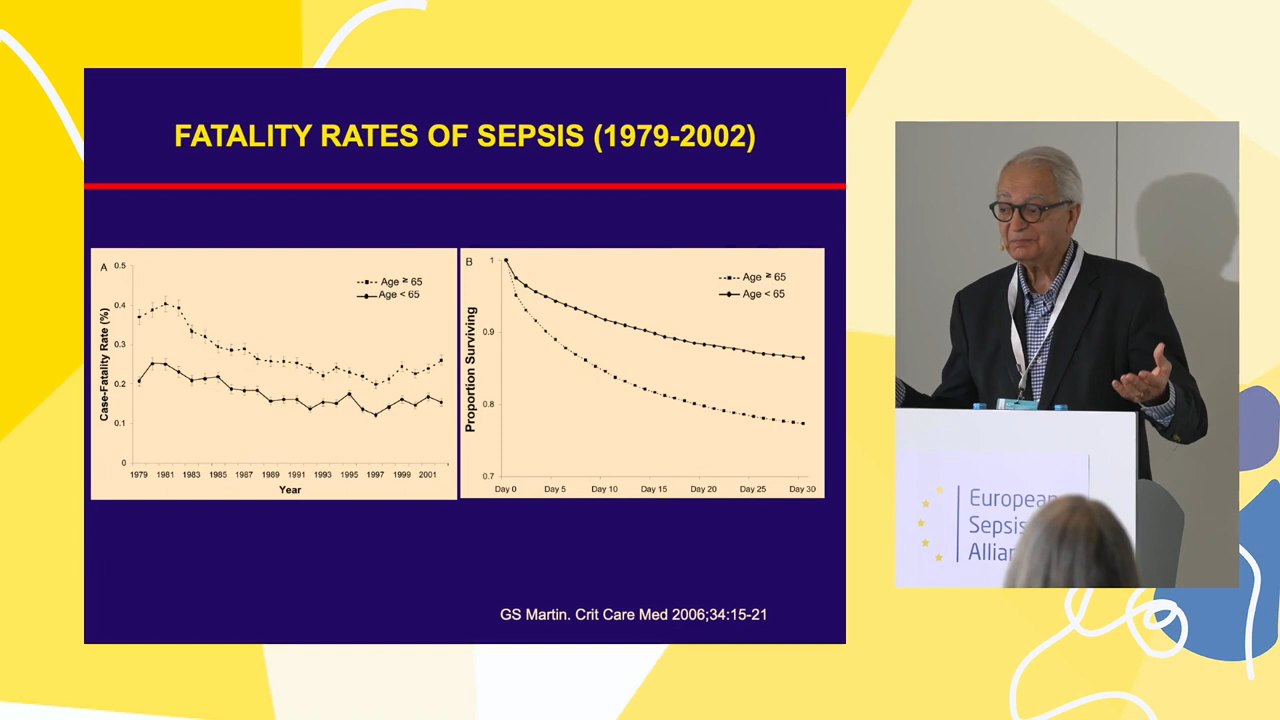 FATALITY RATES OF SEPSIS (1979-2002)
A
0.5
0.4
0.3
0.2
0.1
0
Case-Fatality Rate (%)
Age ≥ 65
Age < 65
1979 1981 1983 1985 1987 1989 1991 1993 1995 1997 1999 2001
Year
B
1
0.9
0.8
0.7
Proportion Surviving
Age ≥ 65
Age < 65
Day 0 Day 5 Day 10 Day 15 Day 20 Day 25 Day 30
GS Martin. Crit Care Med 2006;34:15-21
European
Sepsis